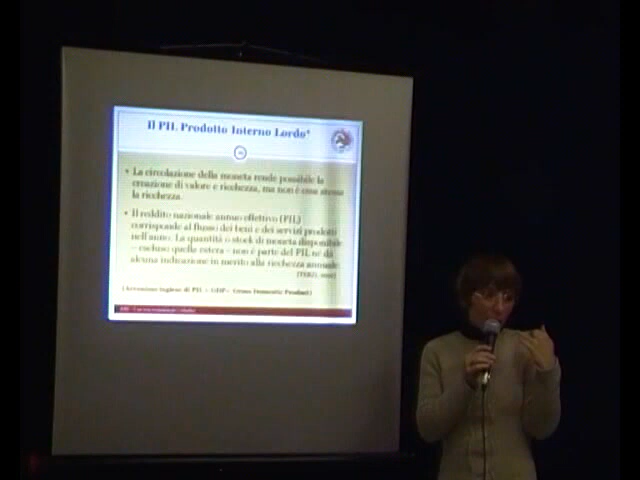 Il PIL Prodotto Interno Lordo*
• La circolazione della moneta rende possibile la
creazione di valore e ricchezza, ma non è essa stessa
la ricchezza.
• Il reddito nazionale annuo effettivo (PIL)
corrisponde al flusso dei beni e dei servizi prodotti
nell'anno. La quantità o stock di moneta disponibile
– escluso quella estera – non è parte del PIL né dà
alcuna indicazione in merito alla ricchezza annuale.
inglese di PIL = GDP= Gross Domestic Product)